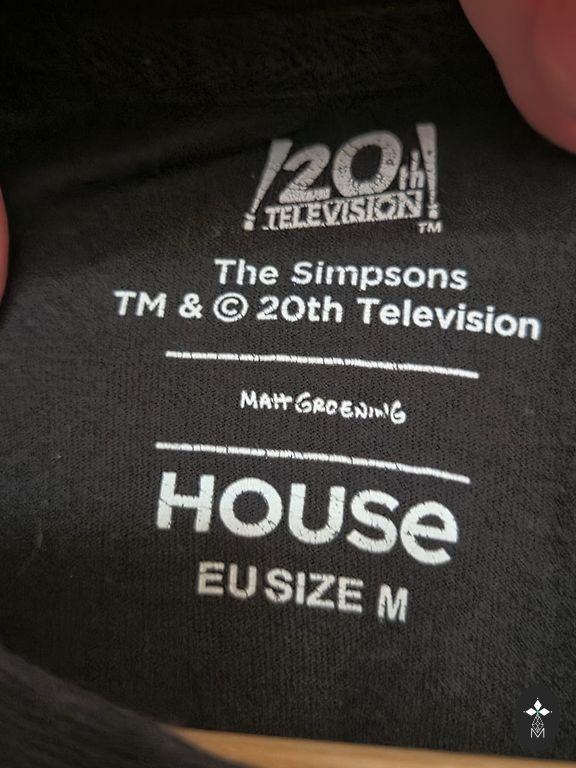 20th
TELEVISION
TM
The Simpsons
TM & © 20th Television
MATT GROENING
HOUSE
EU SIZE M
M